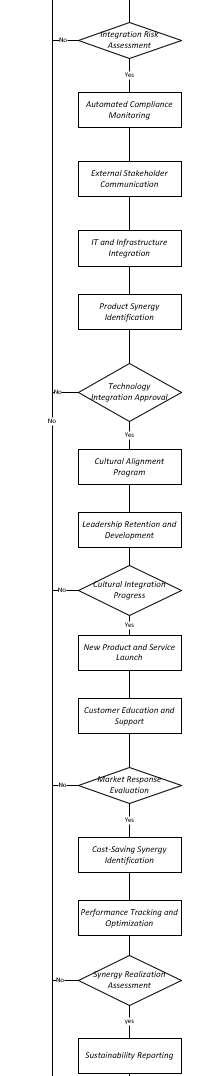 Integration Risk
Assessment
No
Yes
Automated Compliance
Monitoring
External Stakeholder
Communication
IT and Infrastructure
Integration
Product Synergy
Identification
Technology
Integration Approval
No
No
Yes
Cultural Alignment
Program
Leadership Retention and
Development
Cultural Integration
Progress
No
Yes
New Product and Service
Launch
Customer Education and
Support
Market Response
Evaluation
No
Yes
Cost-Saving Synergy
Identification
Performance Tracking and
Optimization
Synergy Realization
Assessment
No
yes
Sustainability Reporting